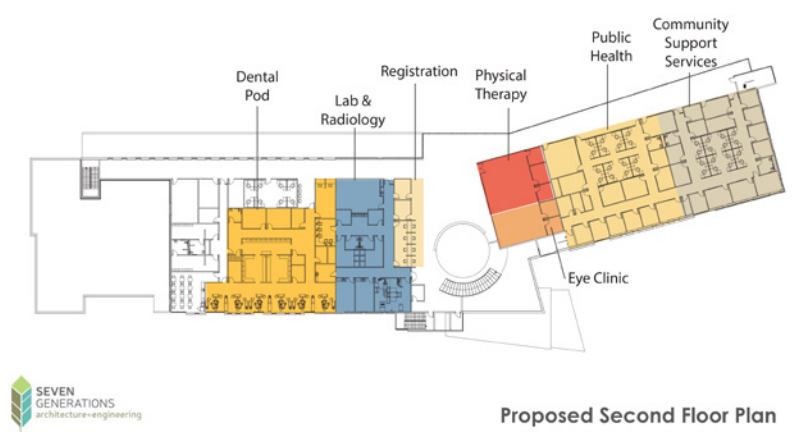 Dental
Pod
Lab &
Radiology
Registration
Physical
Therapy
Public
Health
Community
Support
Services
Eye Clinic
SEVEN
GENERATIONS
architecture+engineering
Proposed Second Floor Plan